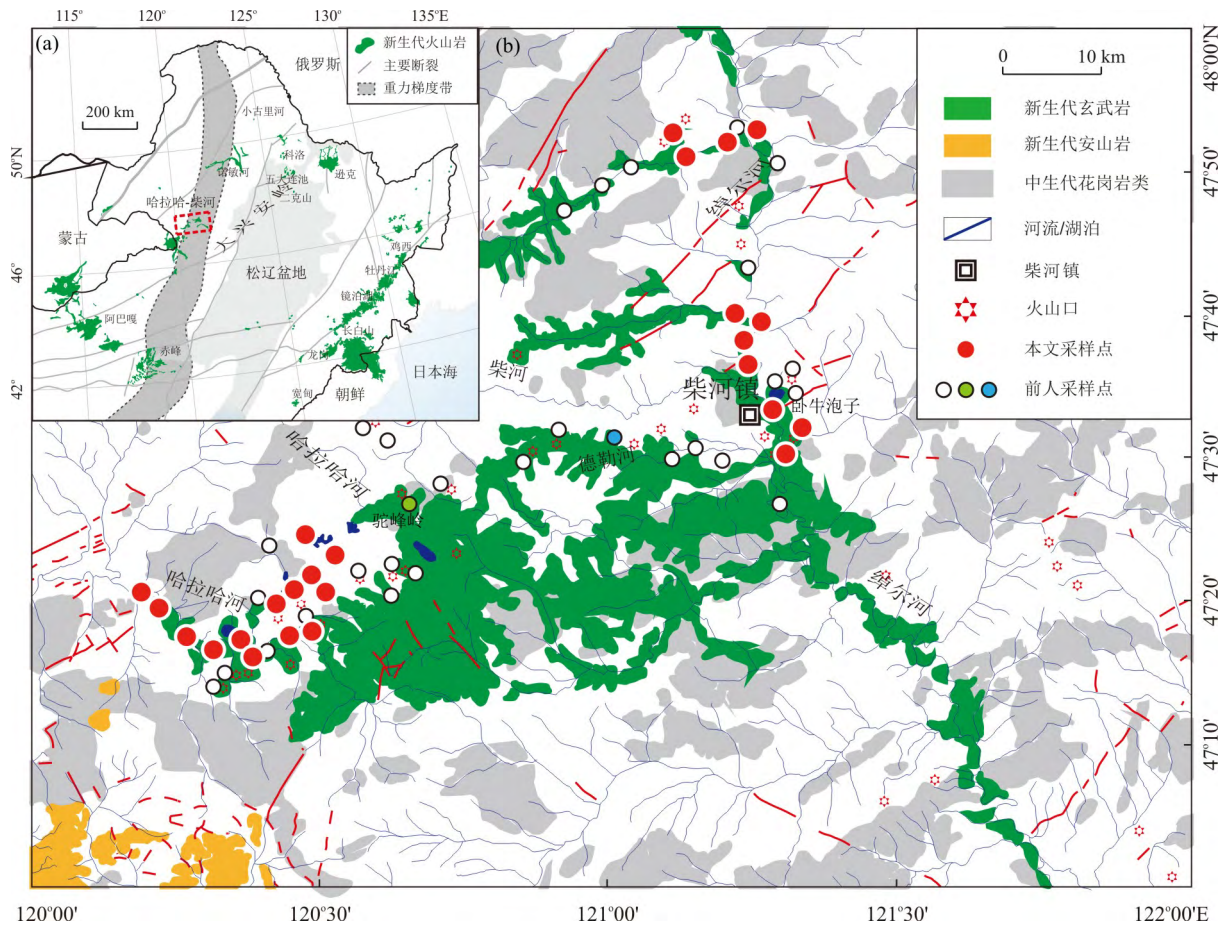 115°
120°
125°
130°
135°E
(a)
新生代火山岩
主要断裂
重力梯度带
200 km
俄罗斯
小古里河
科洛
逊克
五大连池
二克山
诺敏河
大兴安岭
哈拉哈-柴河
蒙古
松辽盆地
鸡西
牡丹江
镜泊湖
阿巴嘎
长白山
龙岗
赤峰
宽甸
朝鲜
日本海
50°N
46°
42°
(b)
0
10 km
新生代玄武岩
新生代安山岩
中生代花岗岩类
河流/湖泊
柴河镇
火山口
本文采样点
前人采样点
绰尔河
柴河
柴河镇
卧牛泡子
德勒河
哈拉哈河
驼峰岭
哈拉哈河
绰尔河
48°00'N
47°50'
47°40'
47°30'
47°20'
47°10'
120°00'
120°30'
121°00'
121°30'
122°00'E